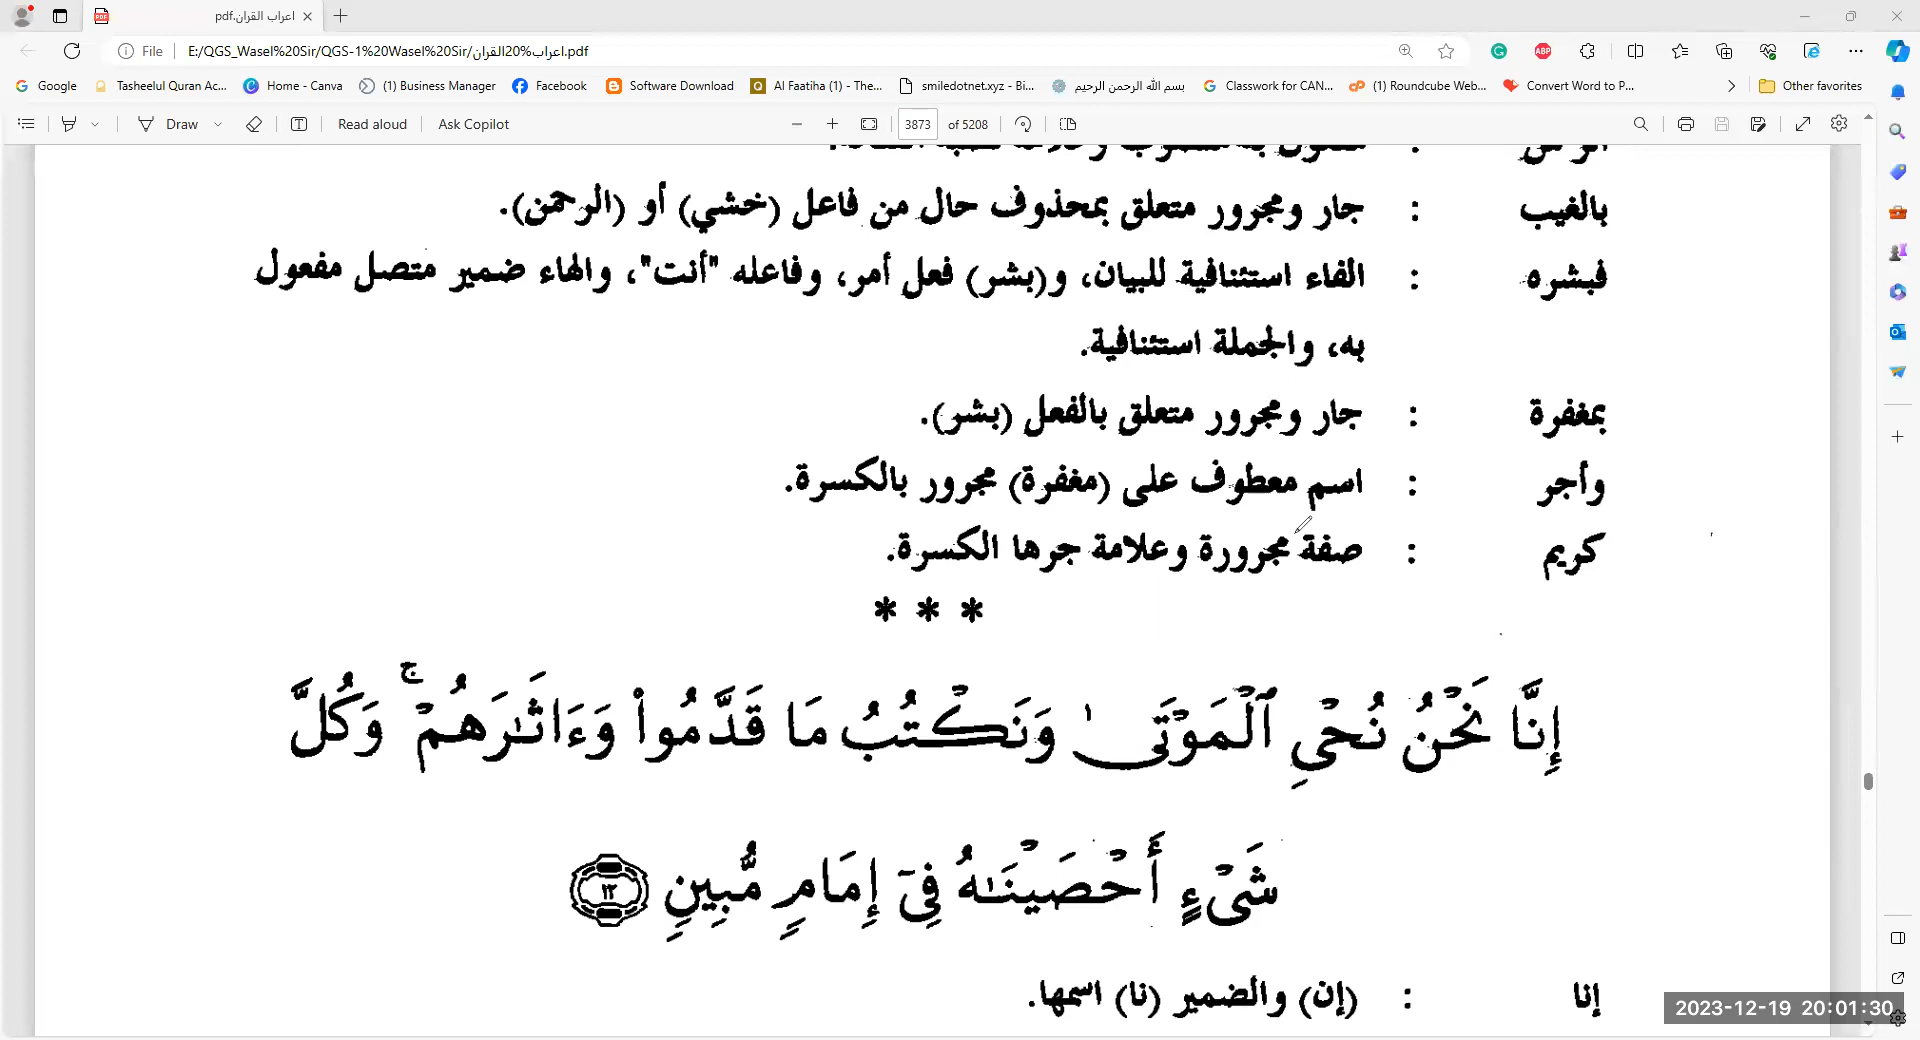 اعراب القران.pdf
File
E:/QGS_Wasel%20Sir/QGS-1%20Wasel%20Sir/اعراب%20القران.pdf
Google
Tasheelul Quran Ac...
Home - Canva
(1) Business Manager
Facebook
Software Download
Al Faatiha (1) - The...
smiledotnet.xyz - Bi...
بسم الله الرحمن الرحيم
Classwork for CAN...
(1) Roundcube Web...
Convert Word to P...
Other favorites
Draw
Read aloud
Ask Copilot
3873 of 5208
بالغيب : جار ومجرور متعلق بمحذوف حال من فاعل (خشي) أو (الرحمن).
فبشره : الفاء استئنافية للبيان، و(بشر) فعل أمر، وفاعله "أنت"، والهاء ضمير متصل مفعول
به، والجملة استئنافية.
بمغفرة : جار ومجرور متعلق بالفعل (بشر).
وأجر : اسم معطوف على (مغفرة) مجرور بالكسرة.
كريم : صفة مجرورة وعلامة جرها الكسرة.
* * *
إِنَّا نَحْنُ نُحْيِ ٱلْمَوْتَىٰ وَنَكْتُبُ مَا قَدَّمُوا۟ وَءَاثَـٰرَهُمْ ۚ وَكُلَّ
شَىْءٍ أَحْصَيْنَـٰهُ فِىٓ إِمَامٍ مُّبِينٍ ١٢
إنا : (إن) والضمير (نا) اسمها.
2023-12-19 20:01:30